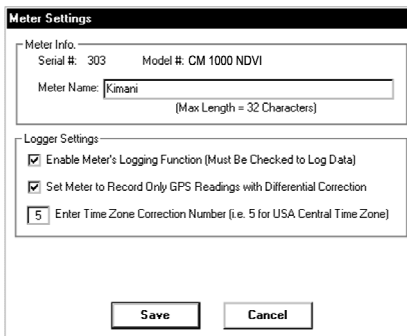 Meter Settings
Meter Info.
Serial #: 303 Model #: CM 1000 NDVI
Meter Name: Kimani
(Max Length = 32 Characters)
Logger Settings
Enable Meter's Logging Function (Must Be Checked to Log Data)
Set Meter to Record Only GPS Readings with Differential Correction
5 Enter Time Zone Correction Number (i.e. 5 for USA Central Time Zone)
Save Cancel